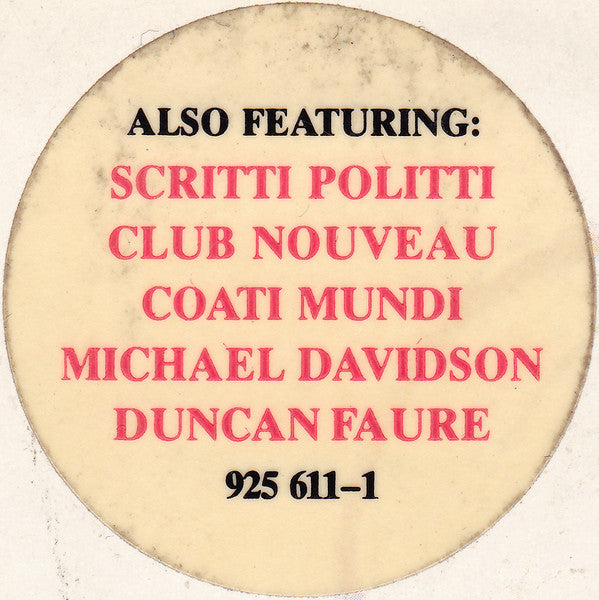 ALSO FEATURING:
SCRITTI POLITTI
CLUB NOUVEAU
COATI MUNDI
MICHAEL DAVIDSON
DUNCAN FAURE
925 611-1